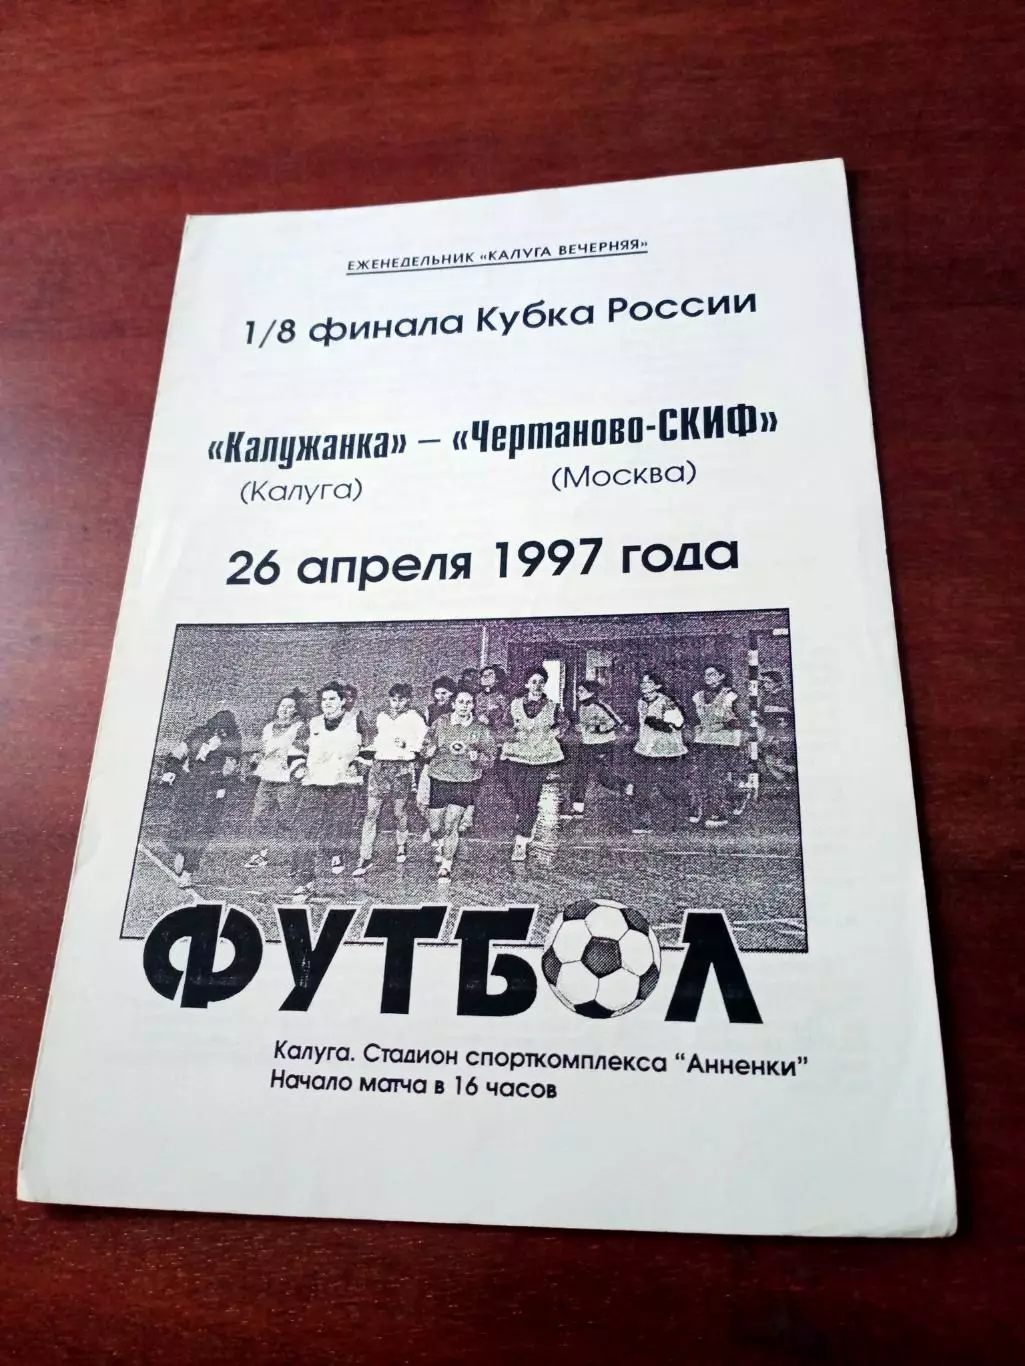 ЕЖЕНЕДЕЛЬНИК «КАЛУГА ВЕЧЕРНЯЯ»
1/8 финала Кубка России
«Калужанка» – «Чертаново-СКИФ»
(Калуга) (Москва)
26 апреля 1997 года
ФУТБОЛ
Калуга. Стадион спорткомплекса "Анненки"
Начало матча в 16 часов